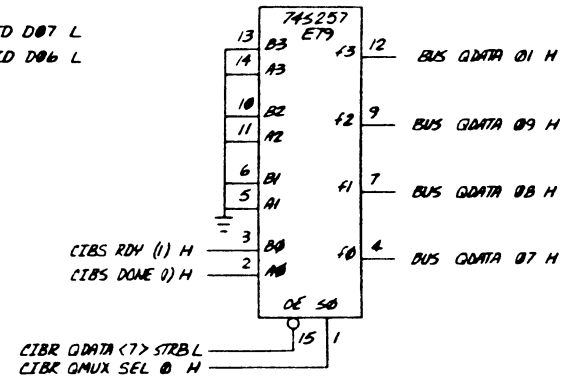 D07 L
D06 L
74S257
E79
13 B3
14 A3
f3 12 BUS QDATA 01 H
10 B2
11 A2
f2 9 BUS QDATA 09 H
6 B1
5 A1
f1 7 BUS QDATA 08 H
CIBS RDY (1) H 3 B0
CIBS DONE (1) H 2 A0
f0 4 BUS QDATA 07 H
OE S0
15 1
CIBR QDATA <7> STRB L
CIBR QMUX SEL 0 H